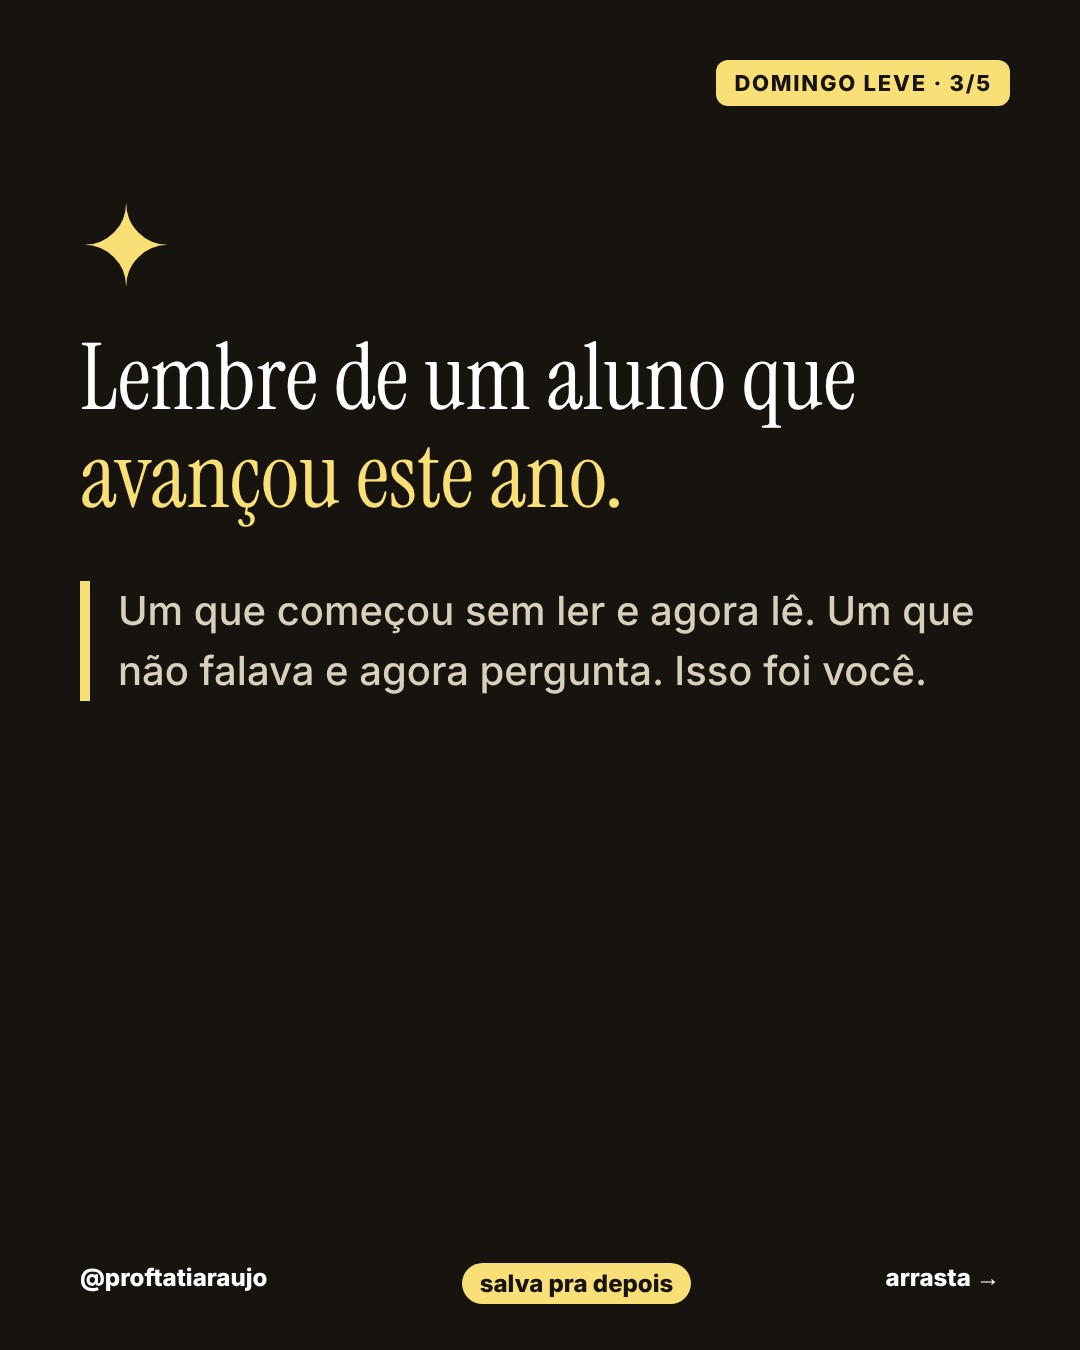 DOMINGO LEVE · 3/5
Lembre de um aluno que
avançou este ano.
Um que começou sem ler e agora lê. Um que
não falava e agora pergunta. Isso foi você.
@proftatiaraujo
salva pra depois
arrasta →